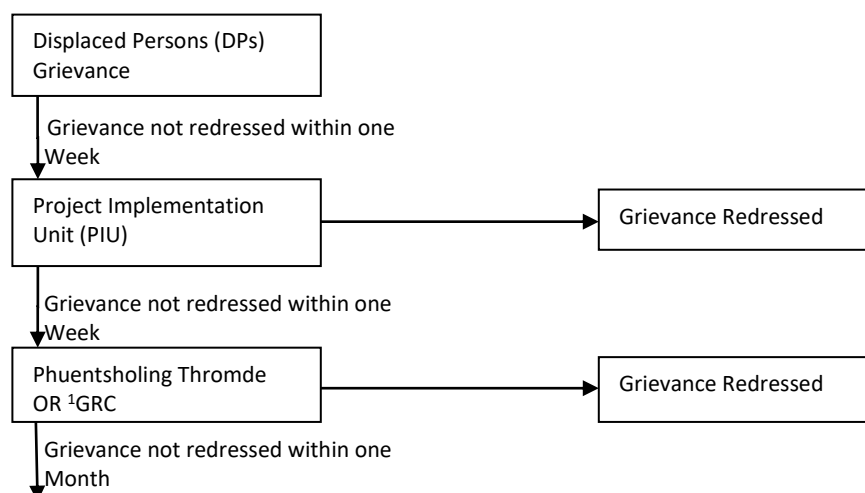 Displaced Persons (DPs)
Grievance
Grievance not redressed within one
Week
Project Implementation
Unit (PIU)
Grievance Redressed
Grievance not redressed within one
Week
Phuentsholing Thromde
OR ¹GRC
Grievance Redressed
Grievance not redressed within one
Month